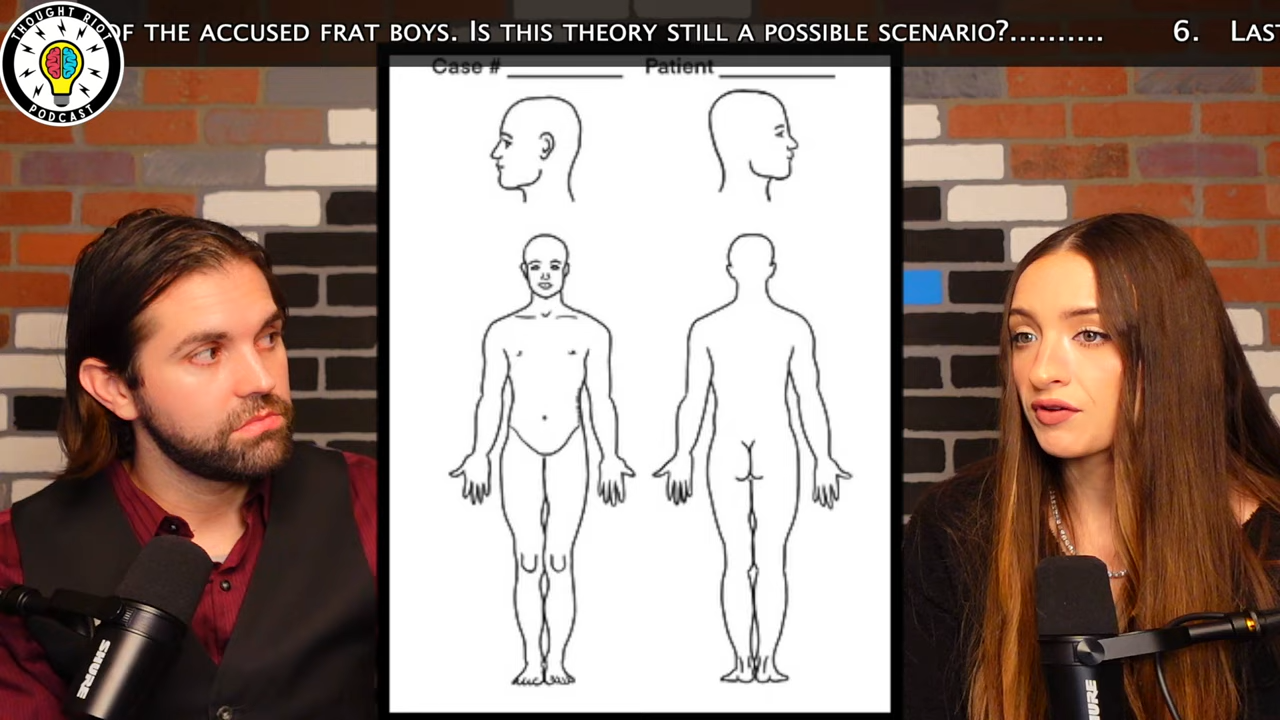 THOUGHT RIOT
PODCAST
OF THE ACCUSED FRAT BOYS. IS THIS THEORY STILL A POSSIBLE SCENARIO?.......... 6. LAST
Case # Patient
SHURE
URE